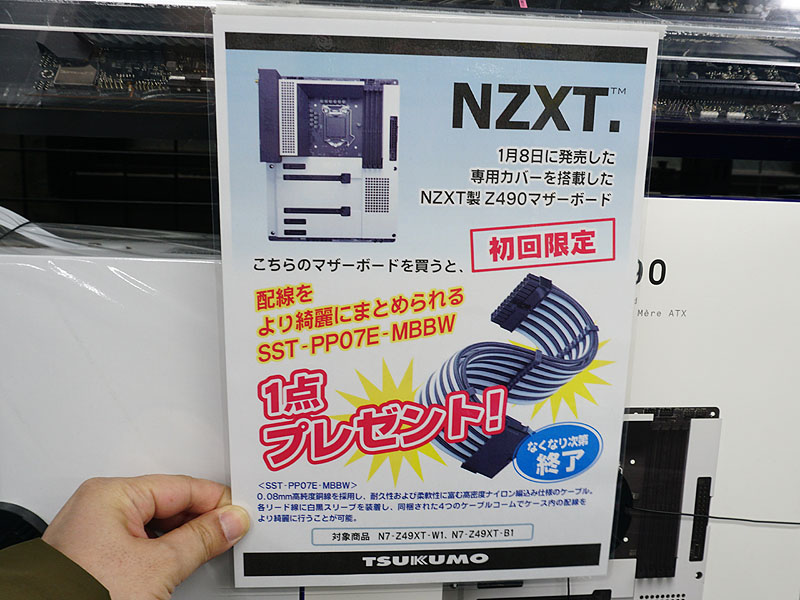 NZXT.™
1月8日に発売した
専用カバーを搭載した
NZXT製 Z490マザーボード
初回限定
こちらのマザーボードを買うと、
配線を
より綺麗にまとめられる
SST-PP07E-MBBW
1点
プレゼント!
なくなり次第
終了
<SST-PP07E-MBBW>
0.08mm高純度銅線を採用し、耐久性および柔軟性に富む高密度ナイロン編込み仕様のケーブル。
各リード線に白黒スリーブを装着し、同梱された4つのケーブルコームでケース内の配線を
より綺麗に行うことが可能。
対象商品 N7-Z49XT-W1、N7-Z49XT-B1
TSUKUMO
90
Mère ATX